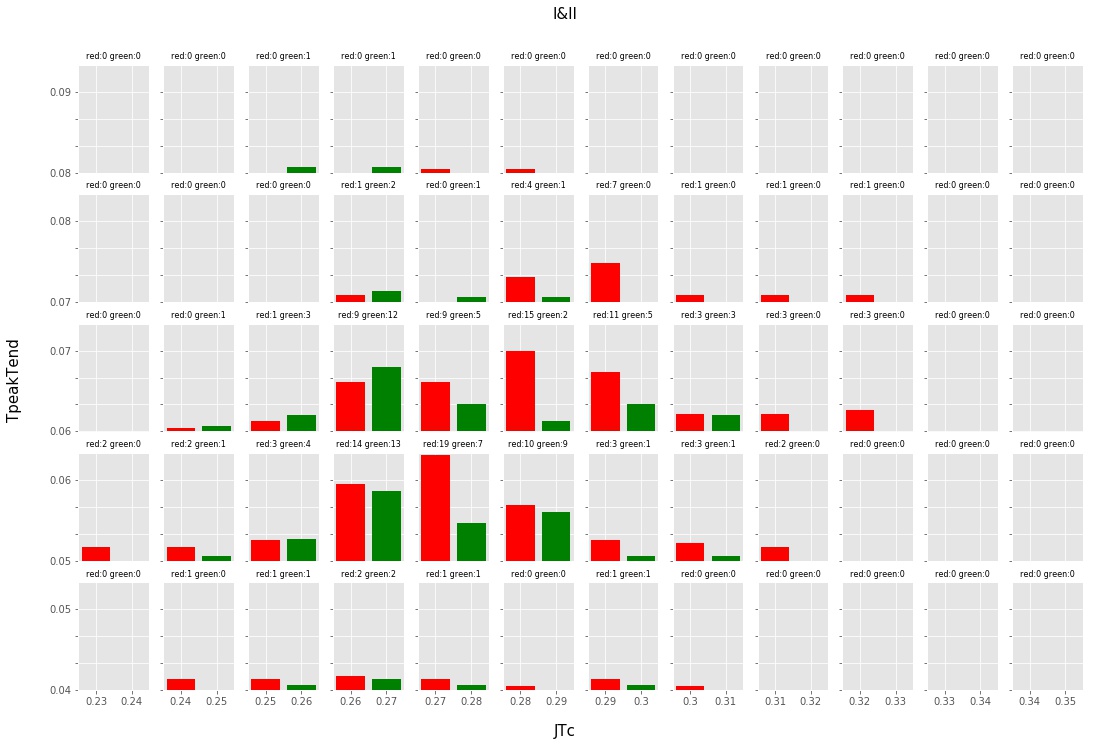 I&II
red:0 green:0 red:0 green:0 red:0 green:1 red:0 green:1 red:0 green:0 red:0 green:0 red:0 green:0 red:0 green:0 red:0 green:0 red:0 green:0 red:0 green:0 red:0 green:0
0.09
0.08
red:0 green:0 red:0 green:0 red:0 green:0 red:1 green:2 red:0 green:1 red:4 green:1 red:7 green:0 red:1 green:0 red:1 green:0 red:1 green:0 red:0 green:0 red:0 green:0
0.08
0.07
red:0 green:0 red:0 green:1 red:1 green:3 red:9 green:12 red:9 green:5 red:15 green:2 red:11 green:5 red:3 green:3 red:3 green:0 red:3 green:0 red:0 green:0 red:0 green:0
0.07
0.06
TpeakTend
red:2 green:0 red:2 green:1 red:3 green:4 red:14 green:13 red:19 green:7 red:10 green:9 red:3 green:1 red:3 green:1 red:2 green:0 red:0 green:0 red:0 green:0 red:0 green:0
0.06
0.05
red:0 green:0 red:1 green:0 red:1 green:1 red:2 green:2 red:1 green:1 red:0 green:0 red:1 green:1 red:0 green:0 red:0 green:0 red:0 green:0 red:0 green:0 red:0 green:0
0.05
0.04
0.23 0.24 0.24 0.25 0.25 0.26 0.26 0.27 0.27 0.28 0.28 0.29 0.29 0.3 0.3 0.31 0.31 0.32 0.32 0.33 0.33 0.34 0.34 0.35
JTc